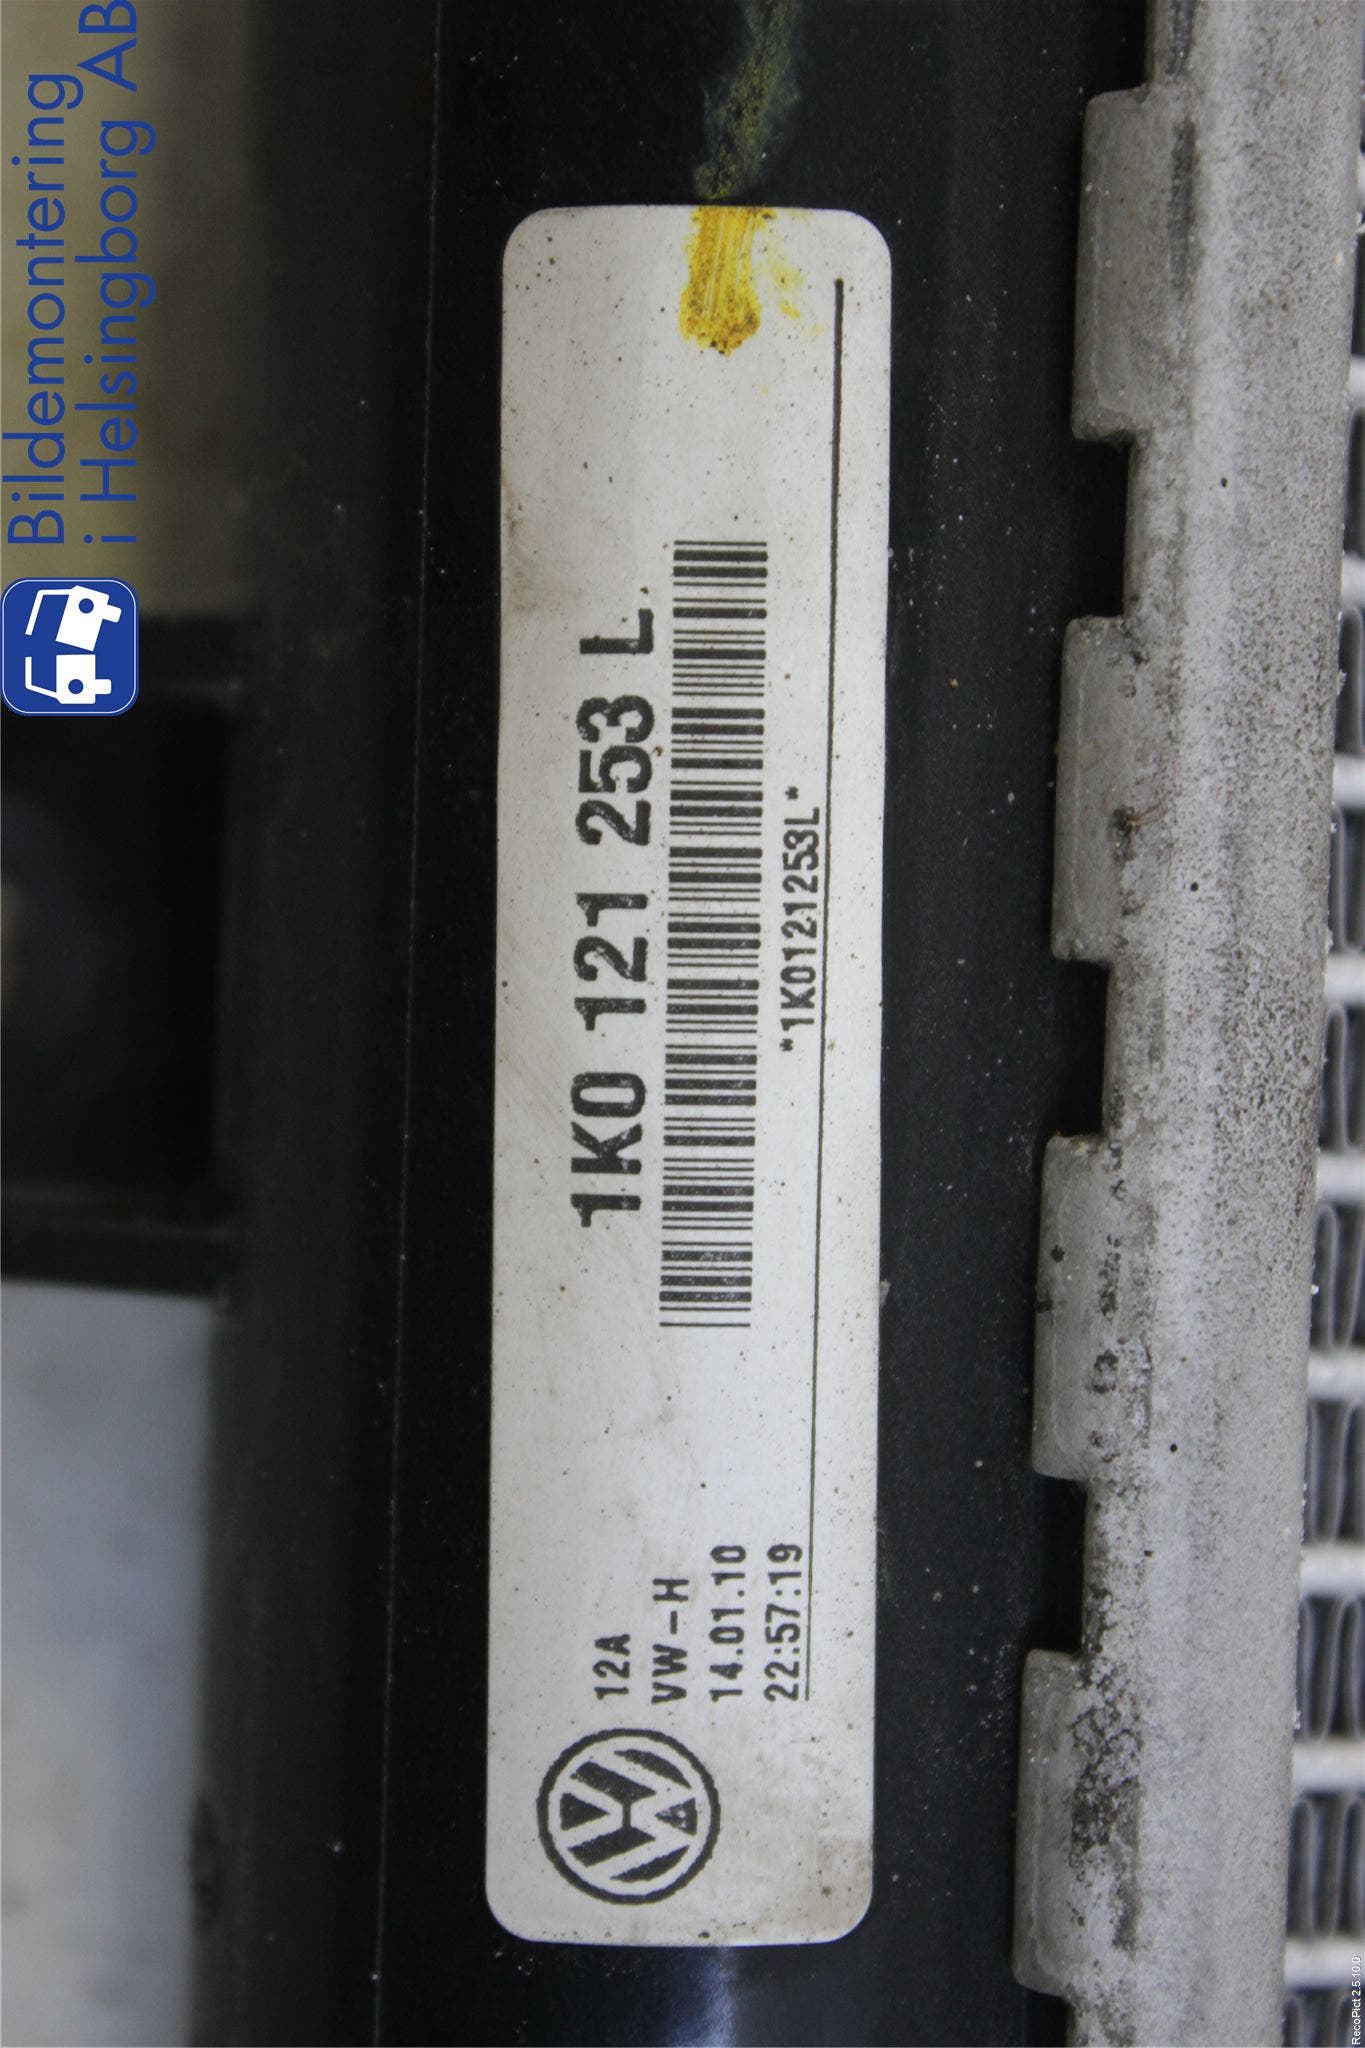 Bildemontering
i Helsingborg AB
1K0 121 253 L
*1K0121253L*
12A
VW-H
14.01.10
22:57:19
RecoPict 2.5.10.0